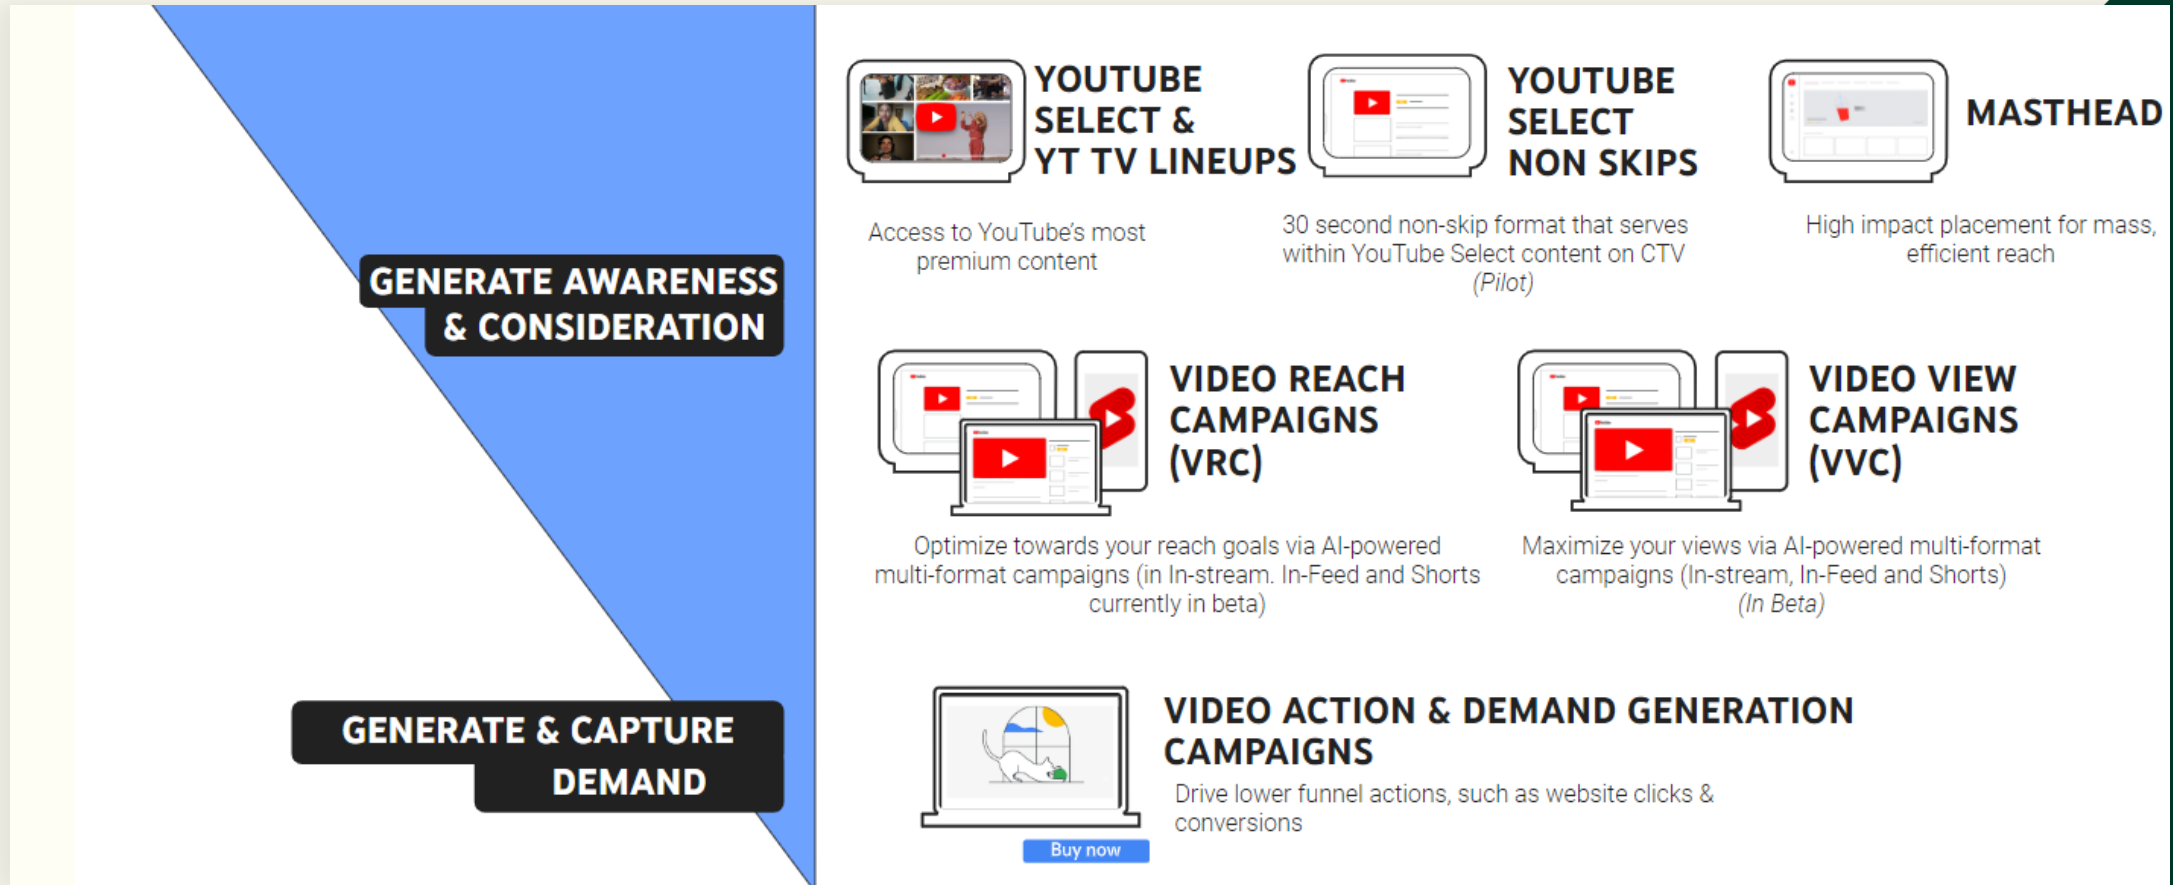 GENERATE AWARENESS
& CONSIDERATION
GENERATE & CAPTURE
DEMAND
YOUTUBE
SELECT &
YT TV LINEUPS
Access to YouTube's most
premium content
YOUTUBE
SELECT
NON SKIPS
30 second non-skip format that serves
within YouTube Select content on CTV
(Pilot)
MASTHEAD
High impact placement for mass,
efficient reach
VIDEO REACH
CAMPAIGNS
(VRC)
Optimize towards your reach goals via AI-powered
multi-format campaigns (in In-stream. In-Feed and Shorts
currently in beta)
VIDEO VIEW
CAMPAIGNS
(VVC)
Maximize your views via AI-powered multi-format
campaigns (In-stream, In-Feed and Shorts)
(In Beta)
VIDEO ACTION & DEMAND GENERATION
CAMPAIGNS
Drive lower funnel actions, such as website clicks &
conversions
Buy now